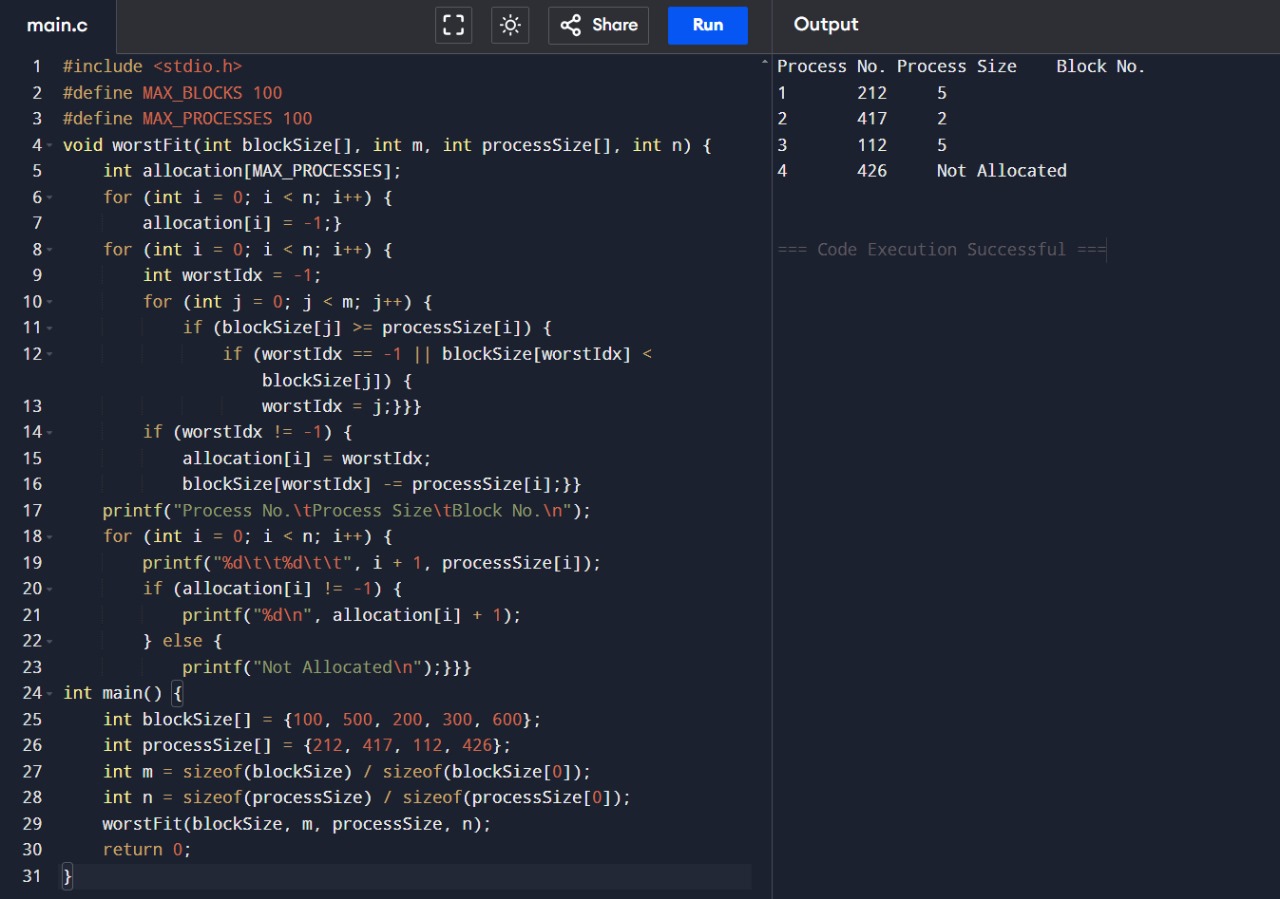 main.c
Share
Run
Output
1 #include <stdio.h>
2 #define MAX_BLOCKS 100
3 #define MAX_PROCESSES 100
4 void worstFit(int blockSize[], int m, int processSize[], int n) {
5     int allocation[MAX_PROCESSES];
6     for (int i = 0; i < n; i++) {
7         allocation[i] = -1;}
8     for (int i = 0; i < n; i++) {
9         int worstIdx = -1;
10         for (int j = 0; j < m; j++) {
11             if (blockSize[j] >= processSize[i]) {
12                 if (worstIdx == -1 || blockSize[worstIdx] <
                    blockSize[j]) {
13                     worstIdx = j;}}}
14         if (worstIdx != -1) {
15             allocation[i] = worstIdx;
16             blockSize[worstIdx] -= processSize[i];}}
17     printf("Process No.\tProcess Size\tBlock No.\n");
18     for (int i = 0; i < n; i++) {
19         printf("%d\t\t%d\t\t", i + 1, processSize[i]);
20         if (allocation[i] != -1) {
21             printf("%d\n", allocation[i] + 1);
22         } else {
23             printf("Not Allocated\n");}}}
24 int main() {
25     int blockSize[] = {100, 500, 200, 300, 600};
26     int processSize[] = {212, 417, 112, 426};
27     int m = sizeof(blockSize) / sizeof(blockSize[0]);
28     int n = sizeof(processSize) / sizeof(processSize[0]);
29     worstFit(blockSize, m, processSize, n);
30     return 0;
31 }
Process No. Process Size    Block No.
1       212     5
2       417     2
3       112     5
4       426     Not Allocated
=== Code Execution Successful ===